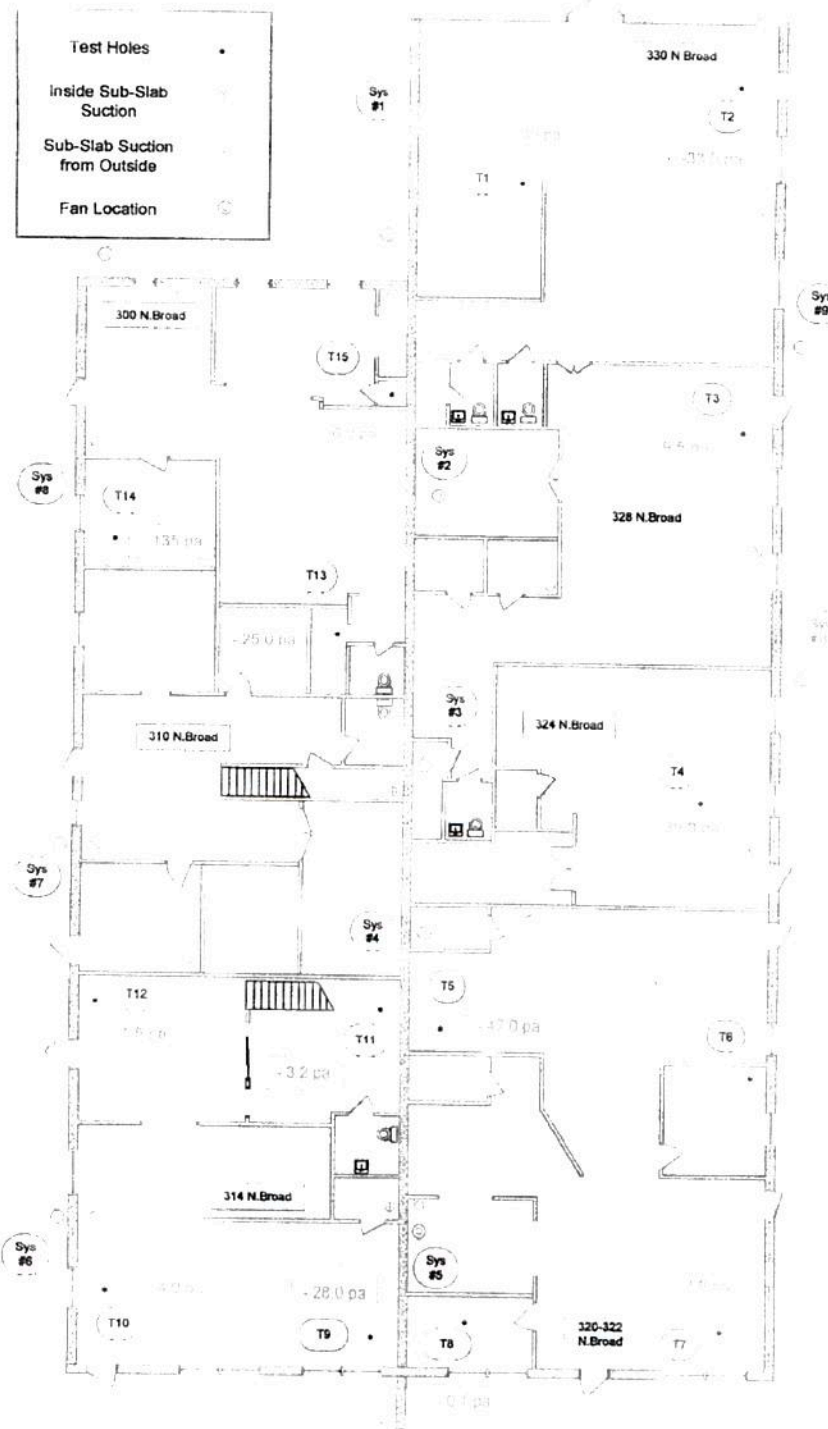 Test Holes
Inside Sub-Slab
Suction
Sub-Slab Suction
from Outside
Fan Location
Sys
#1
330 N Broad
T2
T1
Sys
#9
300 N.Broad
T15
T3
Sys
#2
Sys
#8
T14
328 N.Broad
135 pa
T13
- 25.0 pa
Sys
#3
324 N.Broad
310 N.Broad
T4
Sys
#7
Sys
#4
T12
T5
T11
- 47.0 pa
T6
- 3.2 pa
314 N.Broad
Sys
#6
Sys
#5
- 28.0 pa
T10
T9
T8
320-322
N.Broad
T7